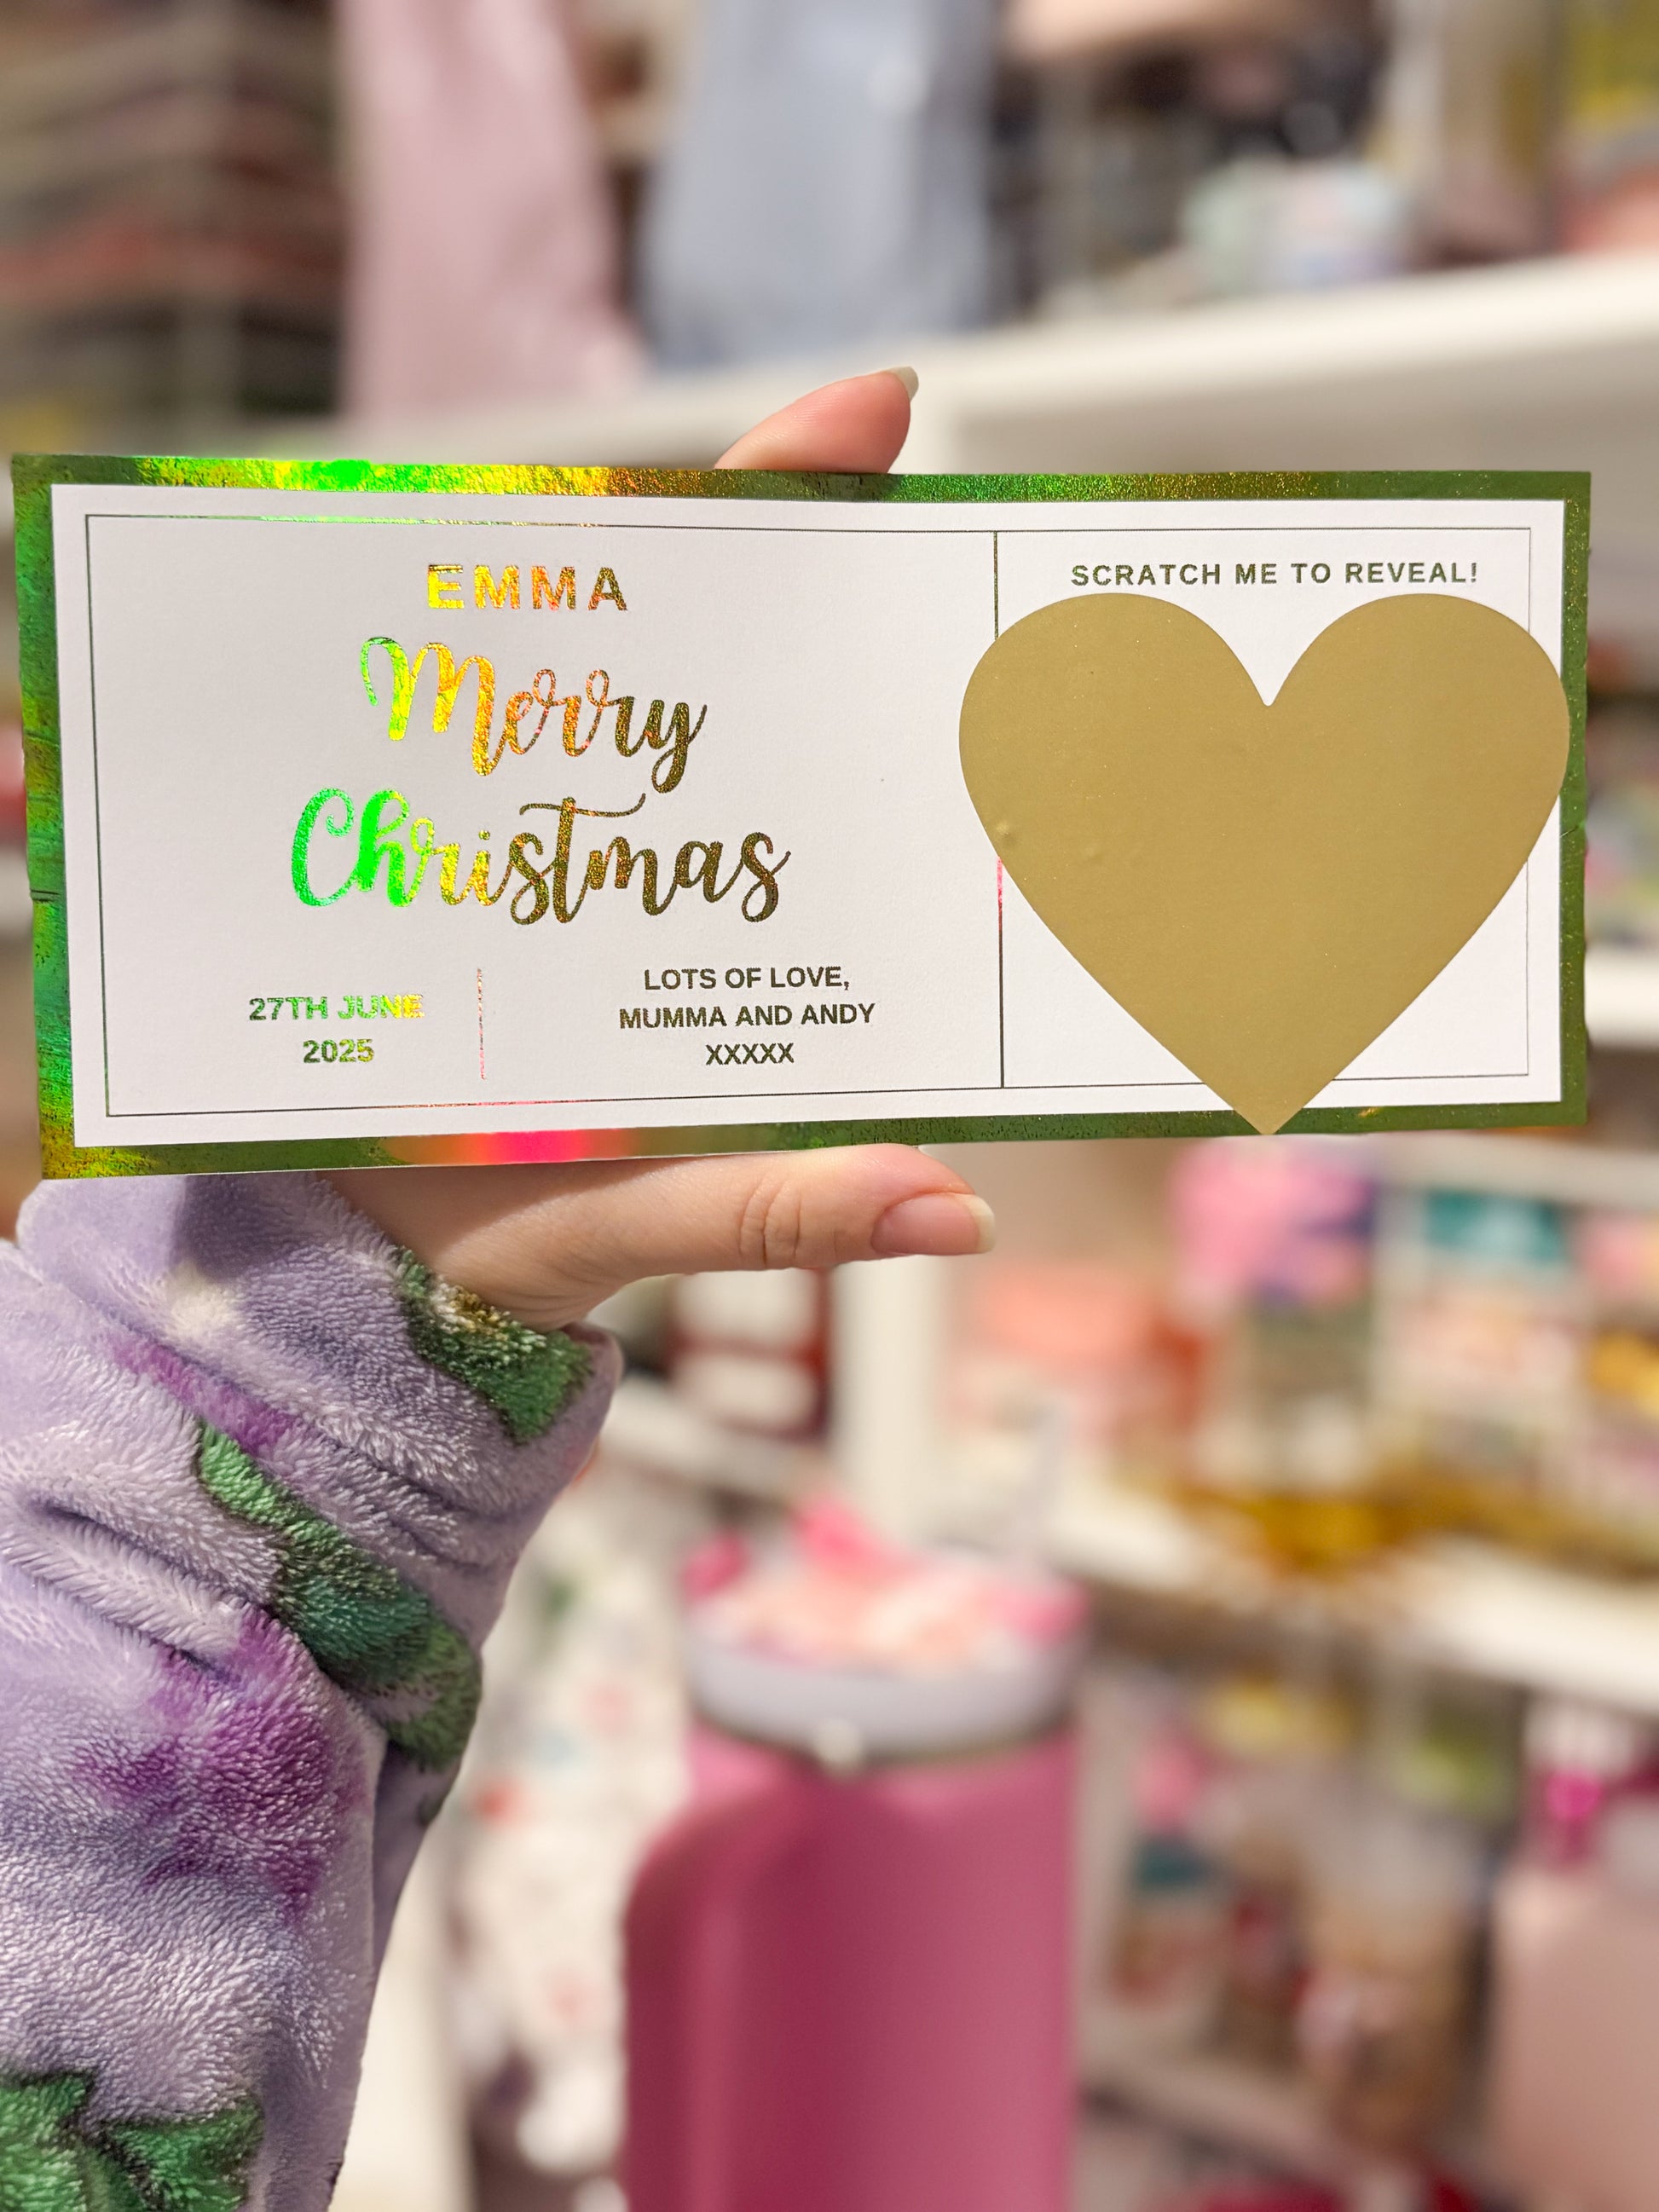 EMMA
Merry
Christmas
27TH JUNE
2025
LOTS OF LOVE,
MUMMA AND ANDY
XXXXX
SCRATCH ME TO REVEAL!